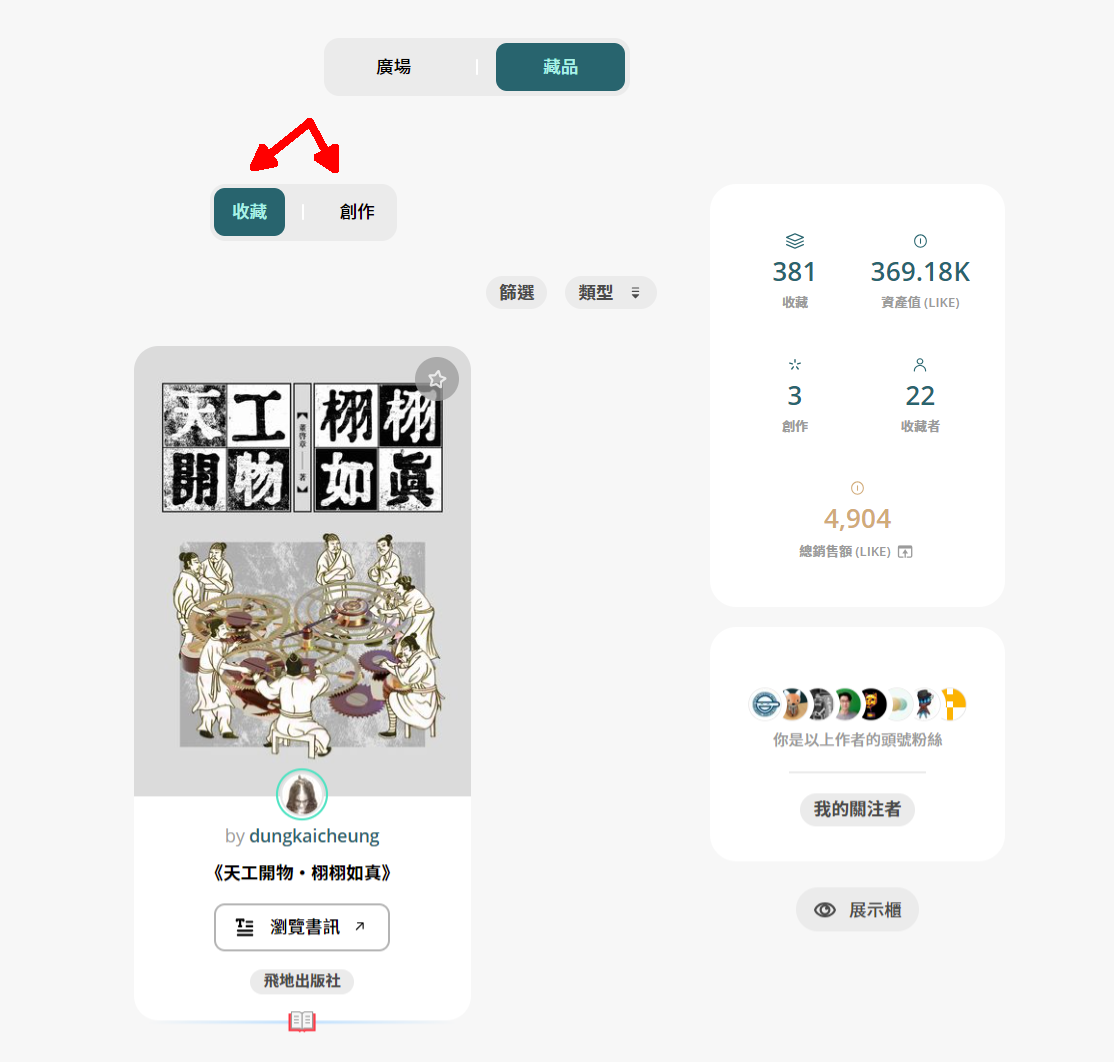 廣場
藏品
收藏
創作
篩選
類型
天工開物
栩栩如真
【董啓章——著】
by dungkaicheung
《天工開物・栩栩如真》
瀏覽書訊
飛地出版社
381
收藏
369.18K
資產值 (LIKE)
3
創作
22
收藏者
4,904
總銷售額 (LIKE)
你是以上作者的頭號粉絲
我的關注者
展示櫃